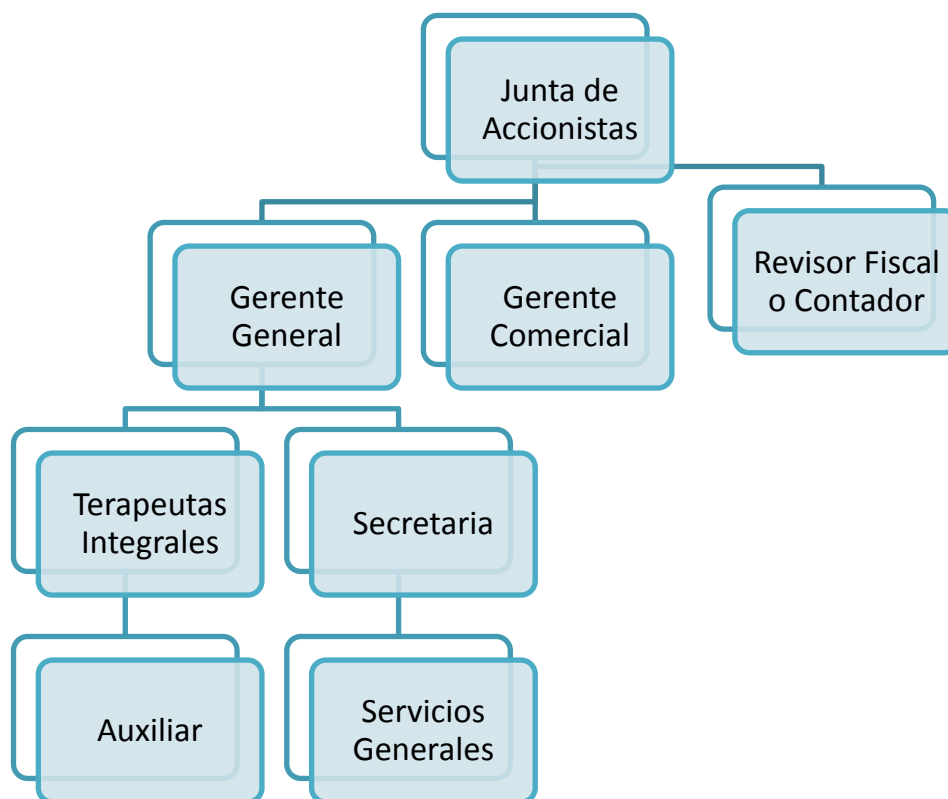 Junta de
Accionistas
Gerente
General
Gerente
Comercial
Revisor Fiscal
o Contador
Terapeutas
Integrales
Secretaria
Auxiliar
Servicios
Generales